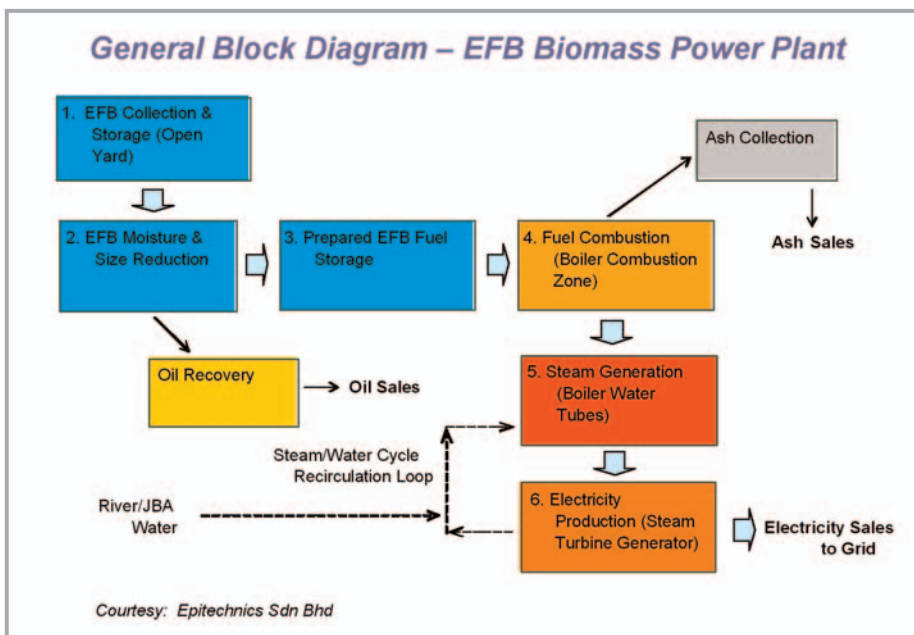 General Block Diagram – EFB Biomass Power Plant
1. EFB Collection &
Storage (Open
Yard)
Ash Collection
Ash Sales
2. EFB Moisture &
Size Reduction
3. Prepared EFB Fuel
Storage
4. Fuel Combustion
(Boiler Combustion
Zone)
Oil Recovery
Oil Sales
5. Steam Generation
(Boiler Water
Tubes)
Steam/Water Cycle
Recirculation Loop
River/JBA
Water
6. Electricity
Production (Steam
Turbine Generator)
Electricity Sales
to Grid
Courtesy: Epitechnics Sdn Bhd